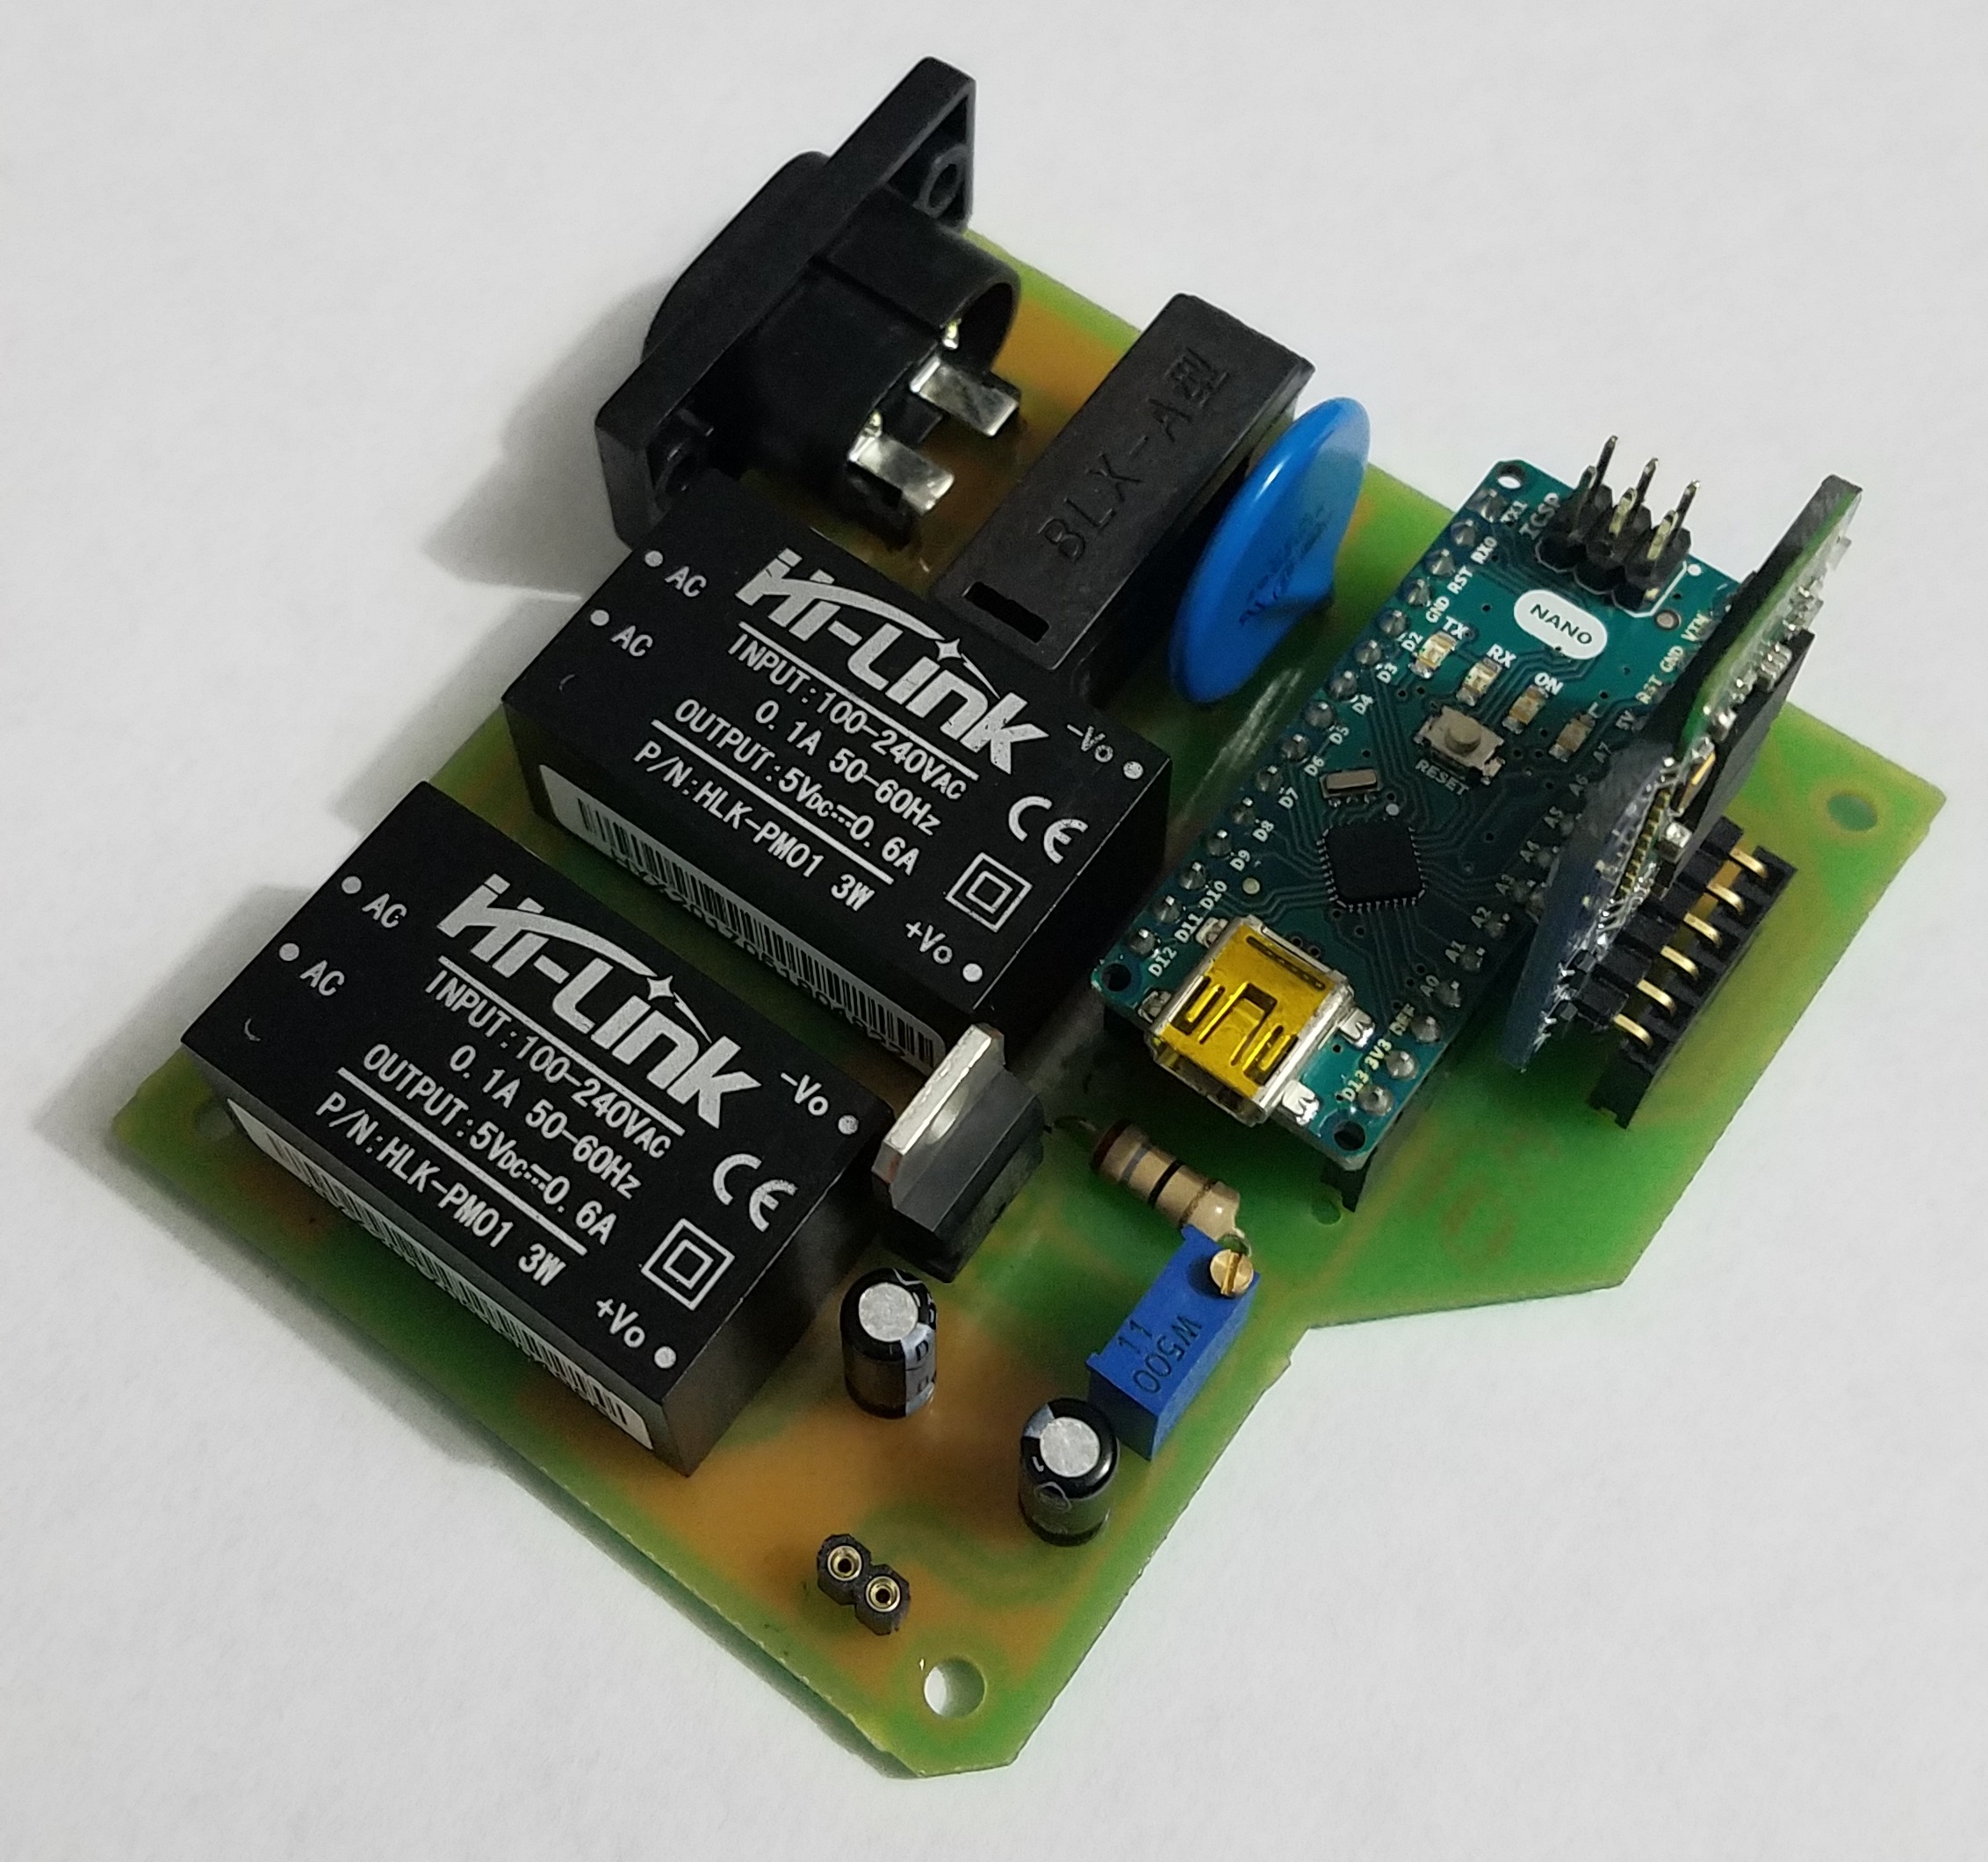 BLX-A
AC
AC
Hi-Link
INPUT:100-240VAC
0.1A 50-60Hz
OUTPUT:5VDC⎓0.6A
P/N:HLK-PM01 3W
-Vo
CE
+Vo
AC
AC
Hi-Link
INPUT:100-240VAC
0.1A 50-60Hz
OUTPUT:5VDC⎓0.6A
P/N:HLK-PM01 3W
-Vo
CE
+Vo
ICSP
NANO
TX1
RX0
RST
GND
D2
D3
D4
D5
D6
D7
D8
D9
D10
D11
D12
TX
RX
ON
L
RESET
VIN
GND
RST
5V
A7
A6
A5
A4
A3
A2
A1
A0
REF
3V3
D13
11
W500